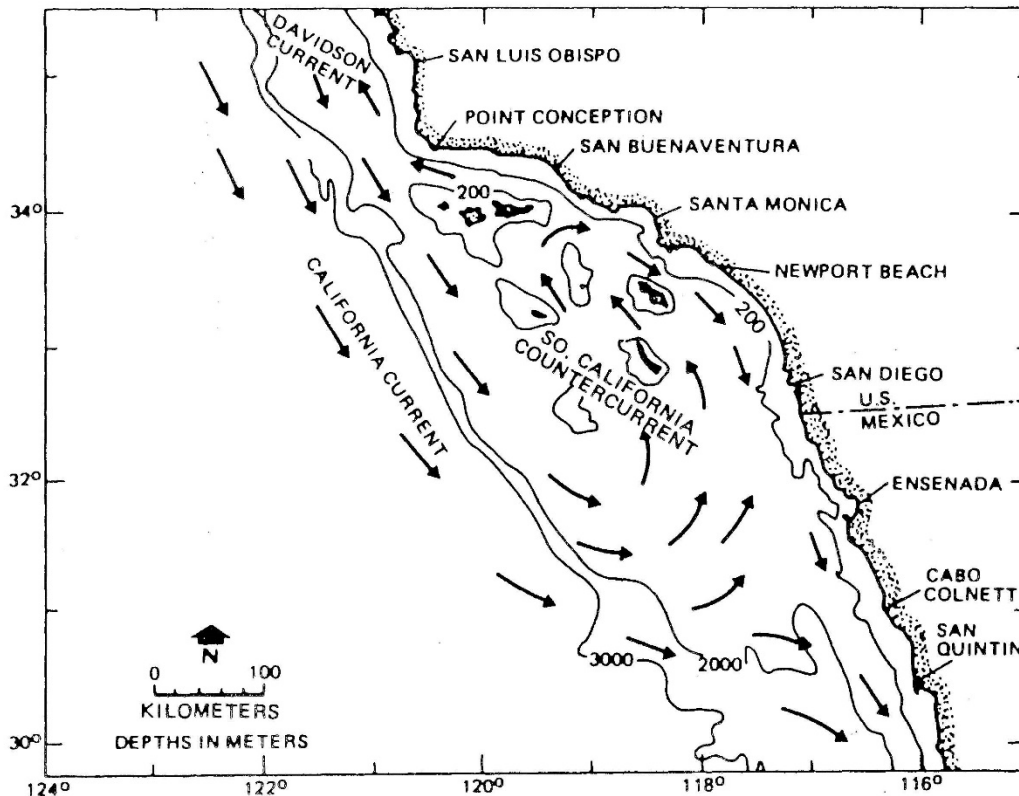 DAVIDSON
CURRENT
SAN LUIS OBISPO
POINT CONCEPTION
SAN BUENAVENTURA
200
34°
SANTA MONICA
NEWPORT BEACH
CALIFORNIA CURRENT
200
SO. CALIFORNIA
COUNTERCURRENT
SAN DIEGO
U.S.
MEXICO
32°
ENSENADA
CABO
COLNETT
SAN
QUINTIN
N
3000
2000
0 100
KILOMETERS
DEPTHS IN METERS
30°
124° 122° 120° 118° 116°